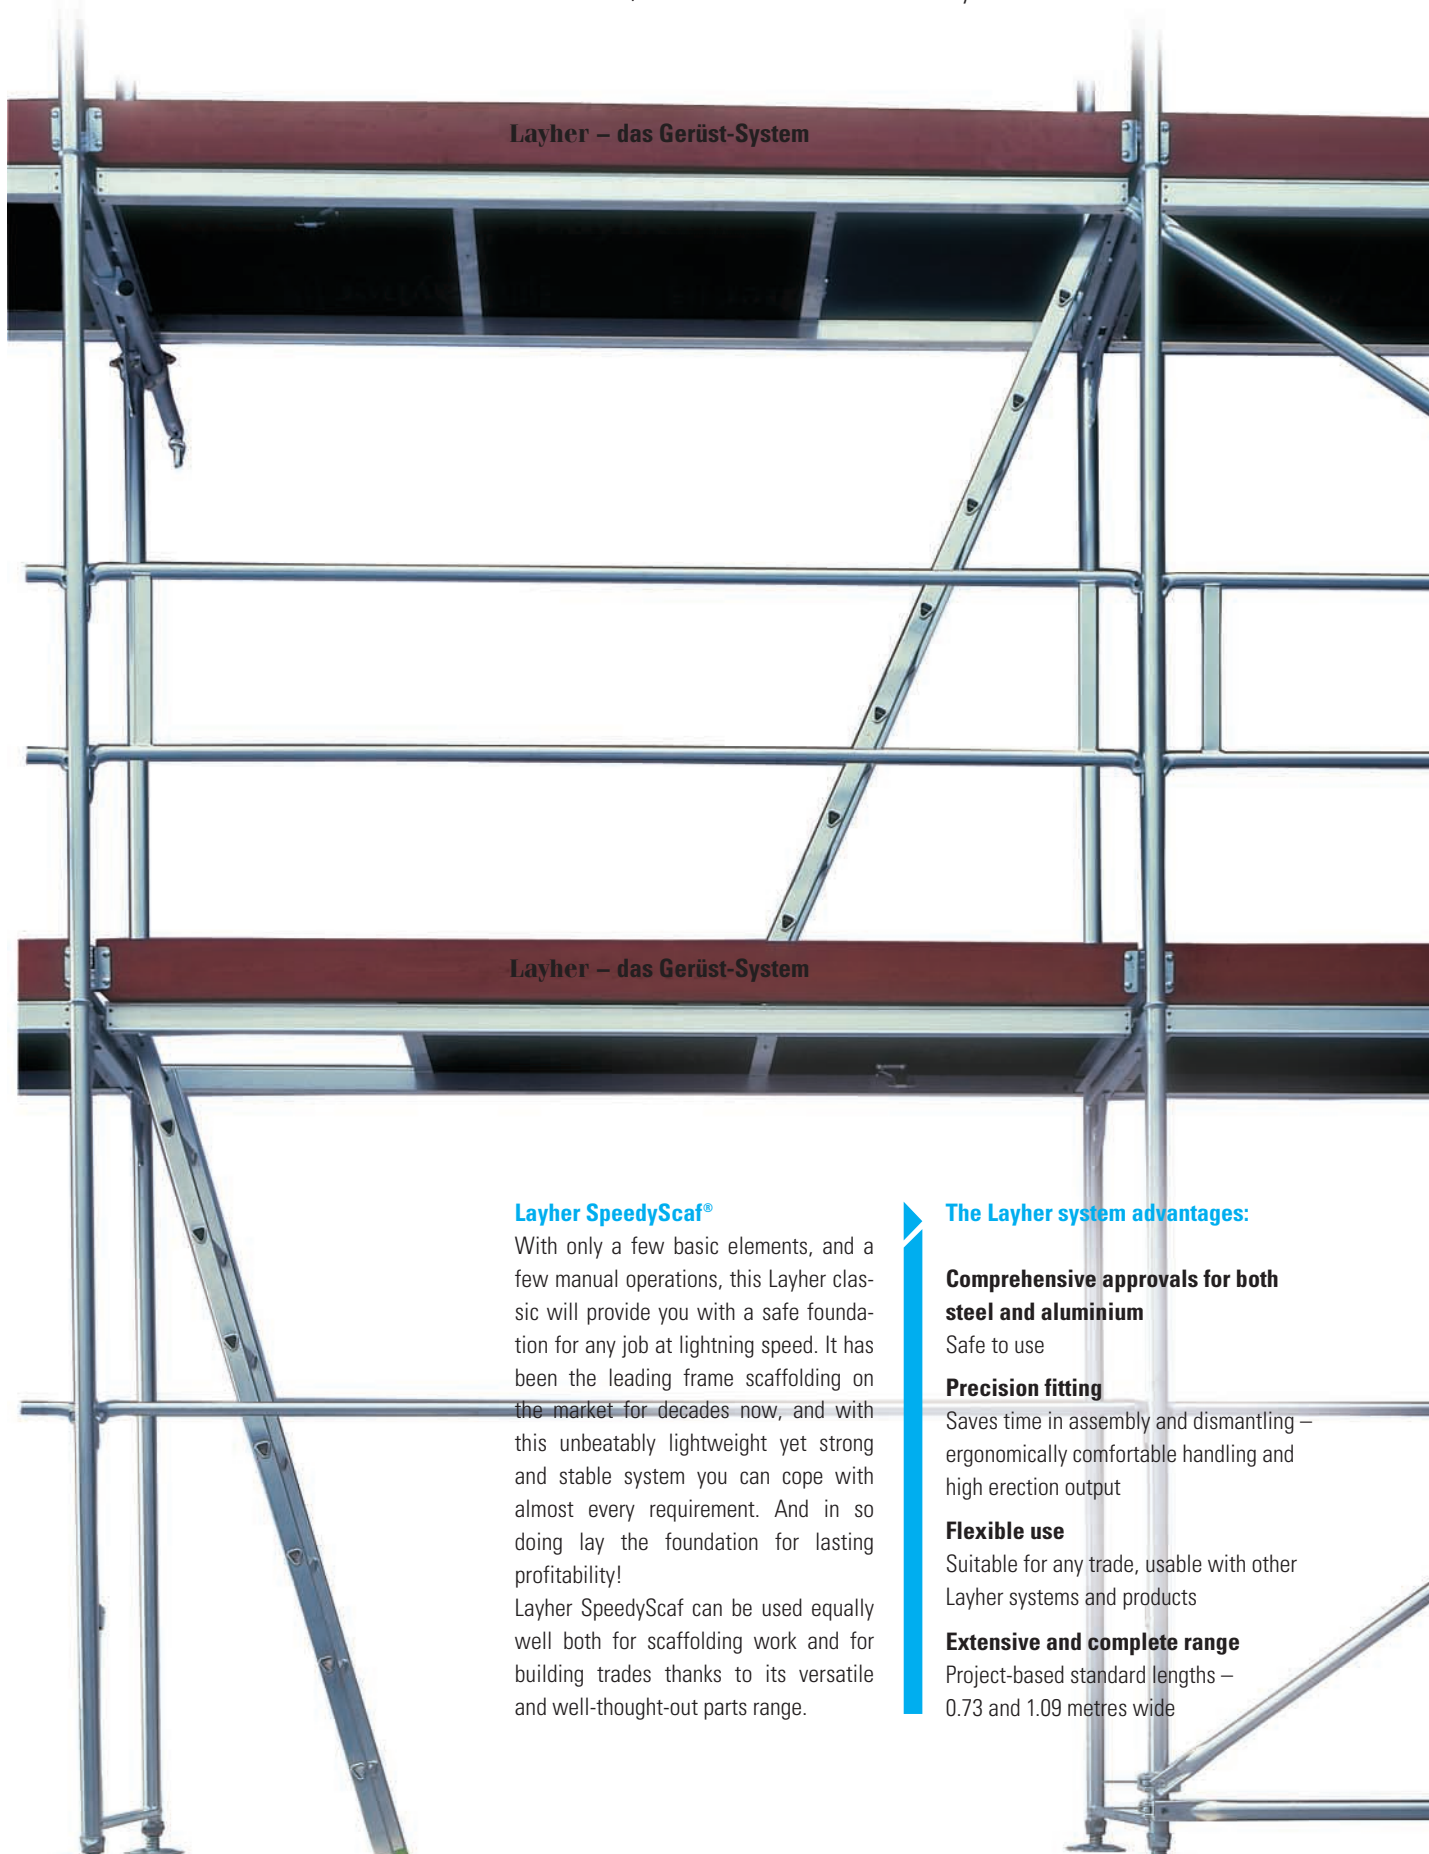 Layher – das Gerüst-System
Layher – das Gerüst-System
Layher SpeedyScaf®
With only a few basic elements, and a
few manual operations, this Layher clas-
sic will provide you with a safe founda-
tion for any job at lightning speed. It has
been the leading frame scaffolding on
the market for decades now, and with
this unbeatably lightweight yet strong
and stable system you can cope with
almost every requirement. And in so
doing lay the foundation for lasting
profitability!
Layher SpeedyScaf can be used equally
well both for scaffolding work and for
building trades thanks to its versatile
and well-thought-out parts range.
The Layher system advantages:
Comprehensive approvals for both
steel and aluminium
Safe to use
Precision fitting
Saves time in assembly and dismantling –
ergonomically comfortable handling and
high erection output
Flexible use
Suitable for any trade, usable with other
Layher systems and products
Extensive and complete range
Project-based standard lengths –
0.73 and 1.09 metres wide